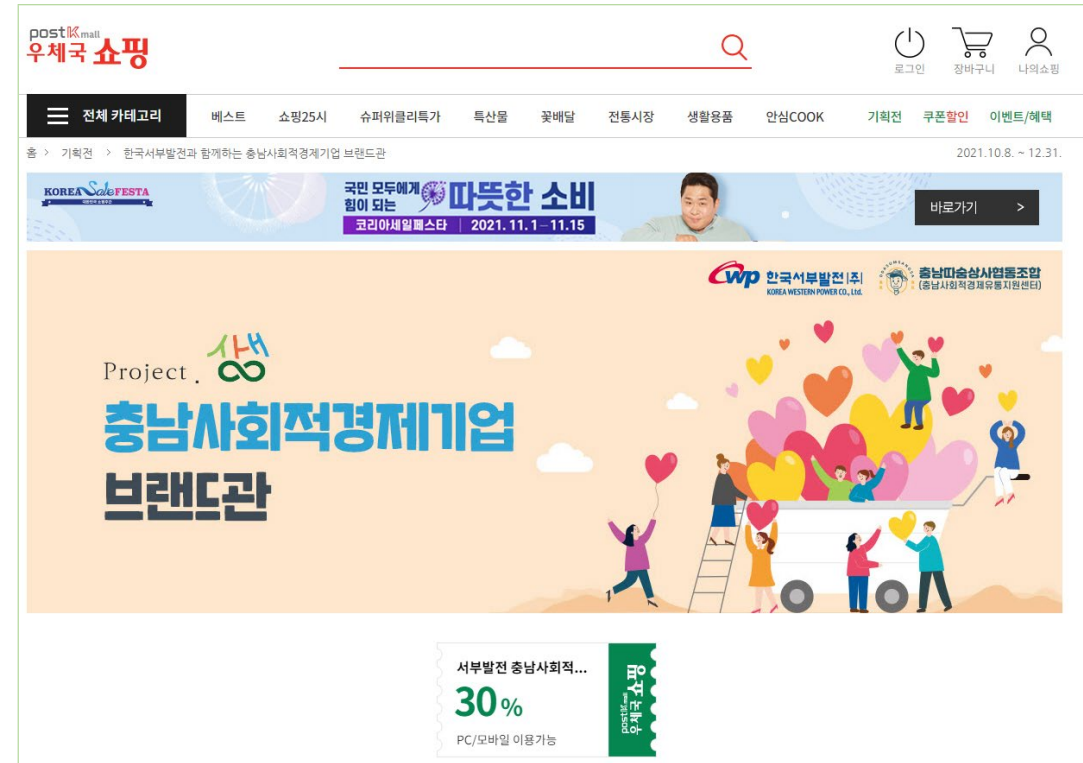 postK mall
우체국 쇼핑
로그인 장바구니 나의쇼핑
전체 카테고리 베스트 쇼핑25시 슈퍼위클리특가 특산물 꽃배달 전통시장 생활용품 안심COOK 기획전 쿠폰할인 이벤트/혜택
홈 > 기획전 > 한국서부발전과 함께하는 충남사회적경제기업 브랜드관 2021.10.8. ~ 12.31.
KOREA Sale FESTA
국민 모두에게
힘이 되는
따뜻한 소비
코리아세일페스타 2021. 11. 1 – 11.15
바로가기 >
WP 한국서부발전(주)
KOREA WESTERN POWER CO., Ltd.
충남따숨상사협동조합
(충남사회적경제유통지원센터)
Project. 상생
충남사회적경제기업
브랜드관
서부발전 충남사회적...
30%
PC/모바일 이용가능
postK mall
우체국 쇼핑